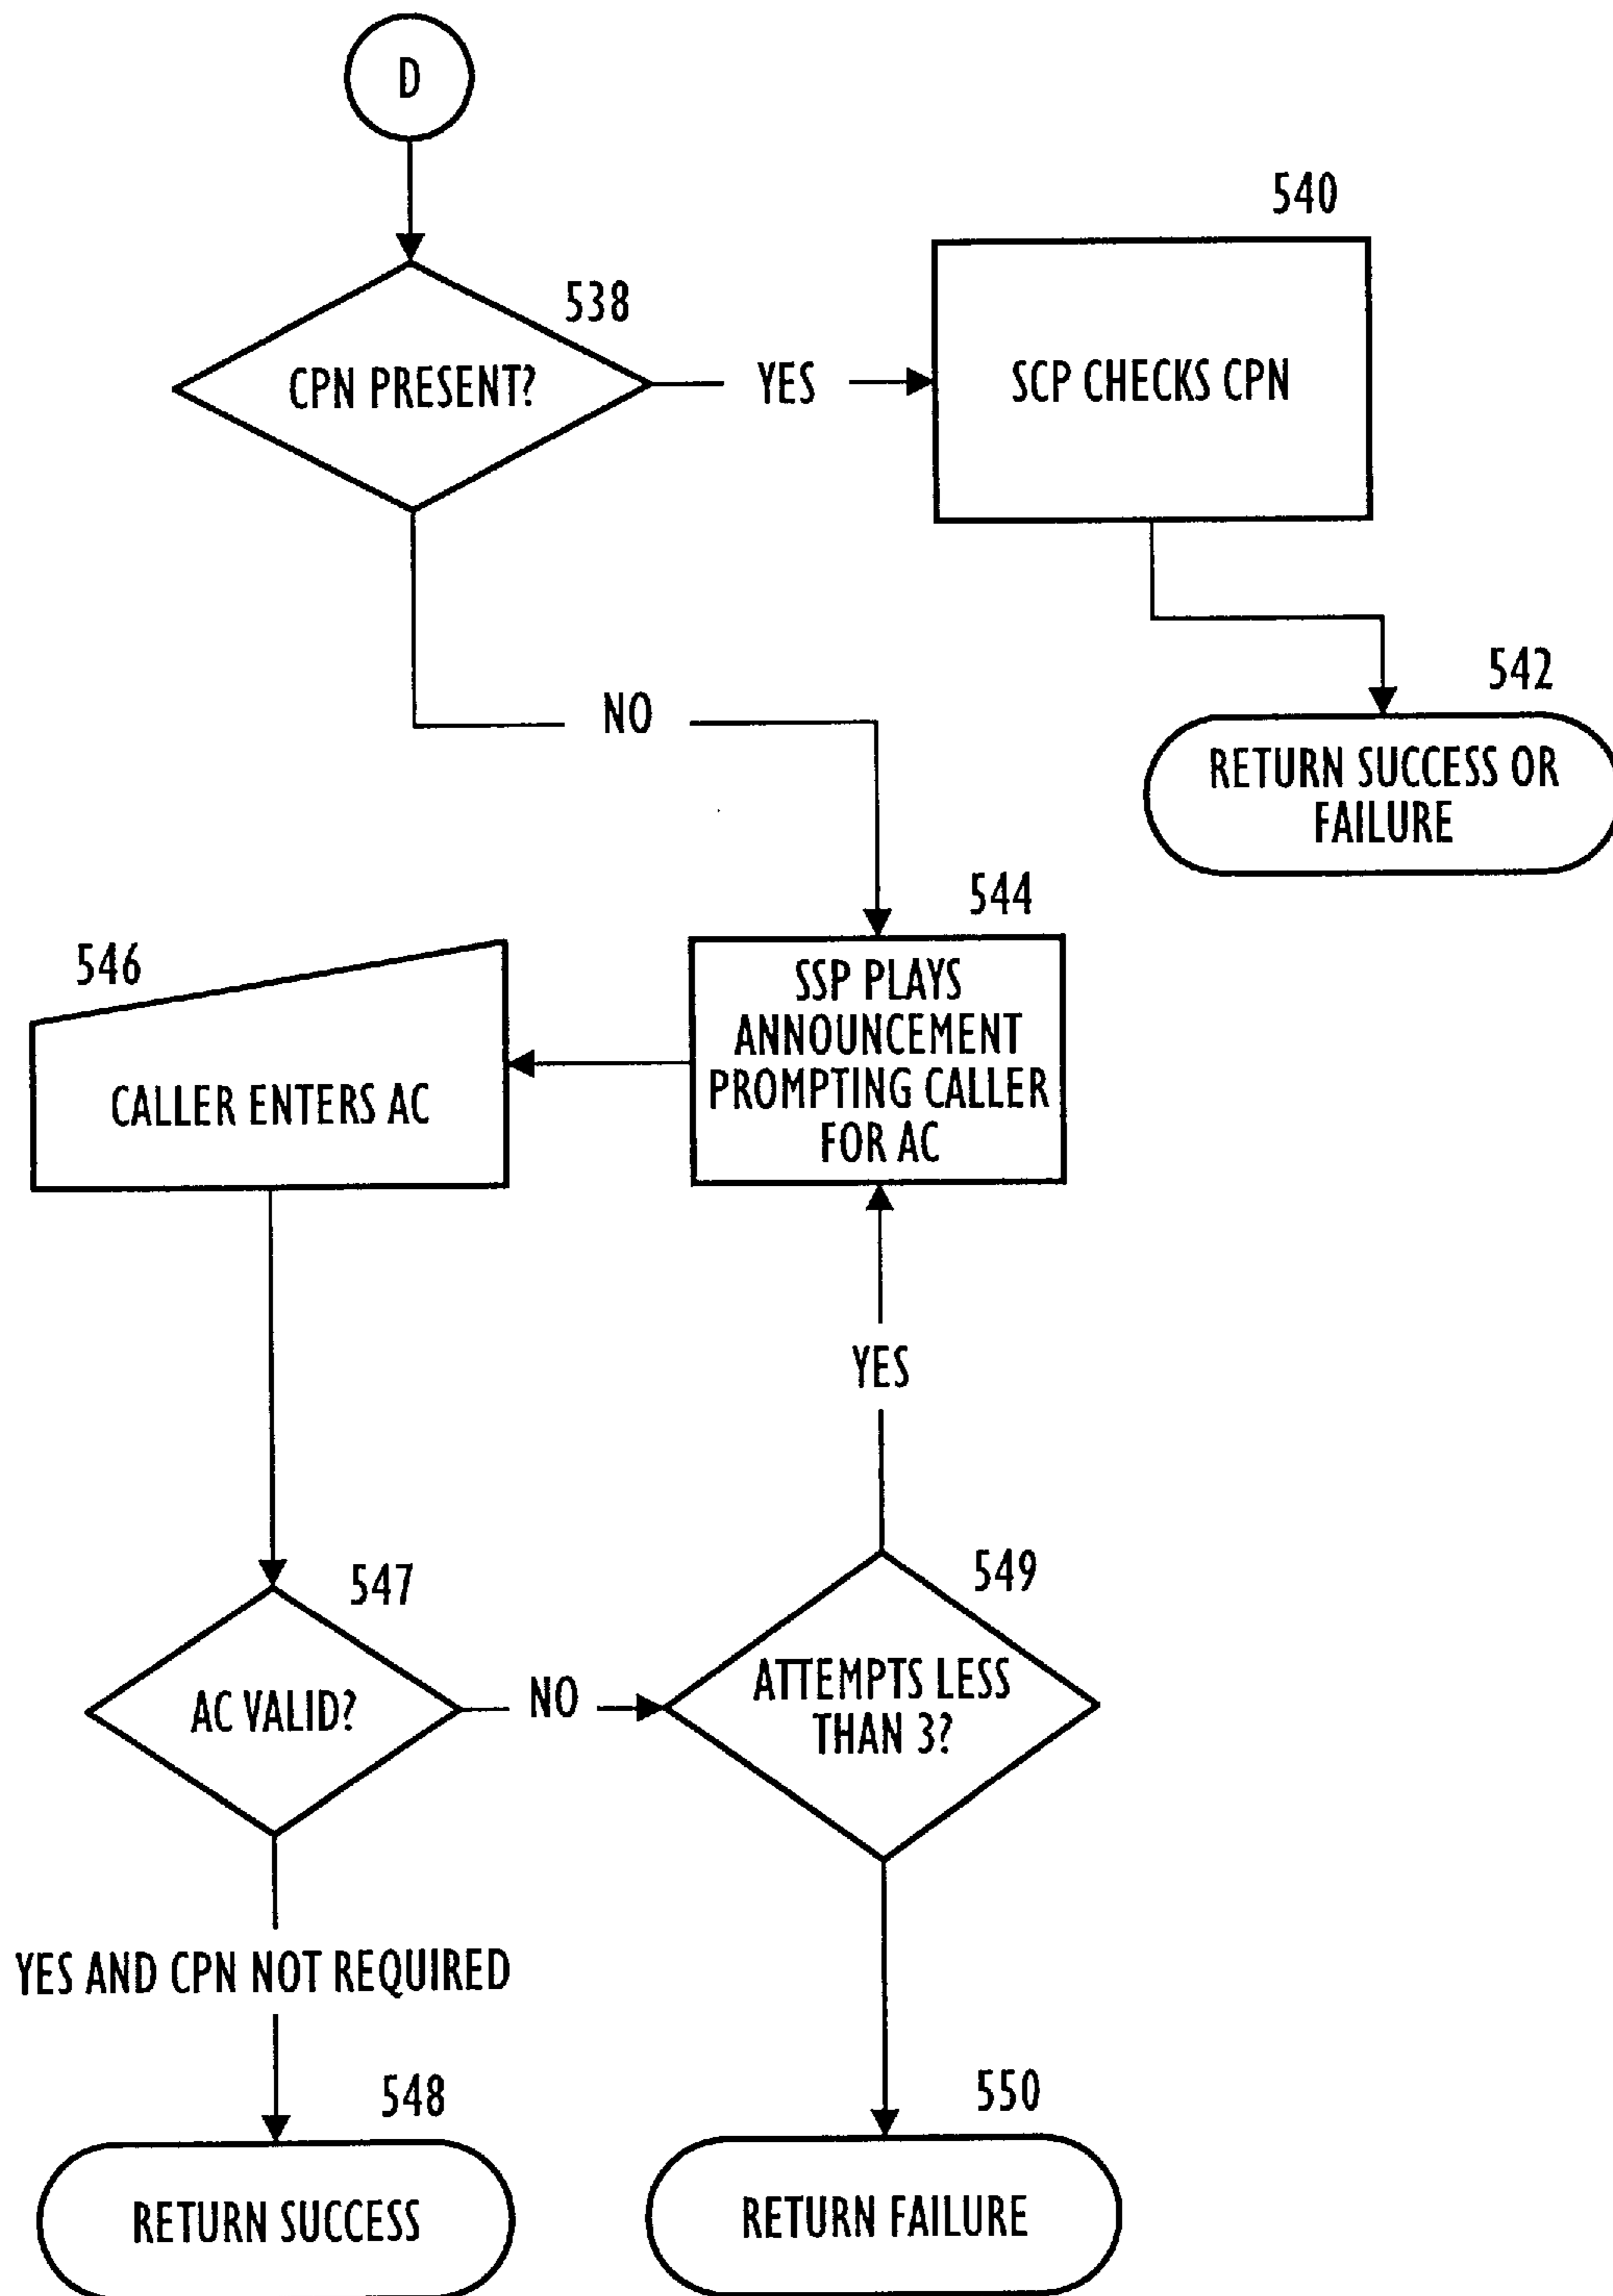 D
538
CPN PRESENT?
YES
540
SCP CHECKS CPN
542
RETURN SUCCESS OR
FAILURE
NO
544
SSP PLAYS
ANNOUNCEMENT
PROMPTING CALLER
FOR AC
546
CALLER ENTERS AC
YES
547
AC VALID?
NO
549
ATTEMPTS LESS
THAN 3?
YES AND CPN NOT REQUIRED
548
RETURN SUCCESS
550
RETURN FAILURE